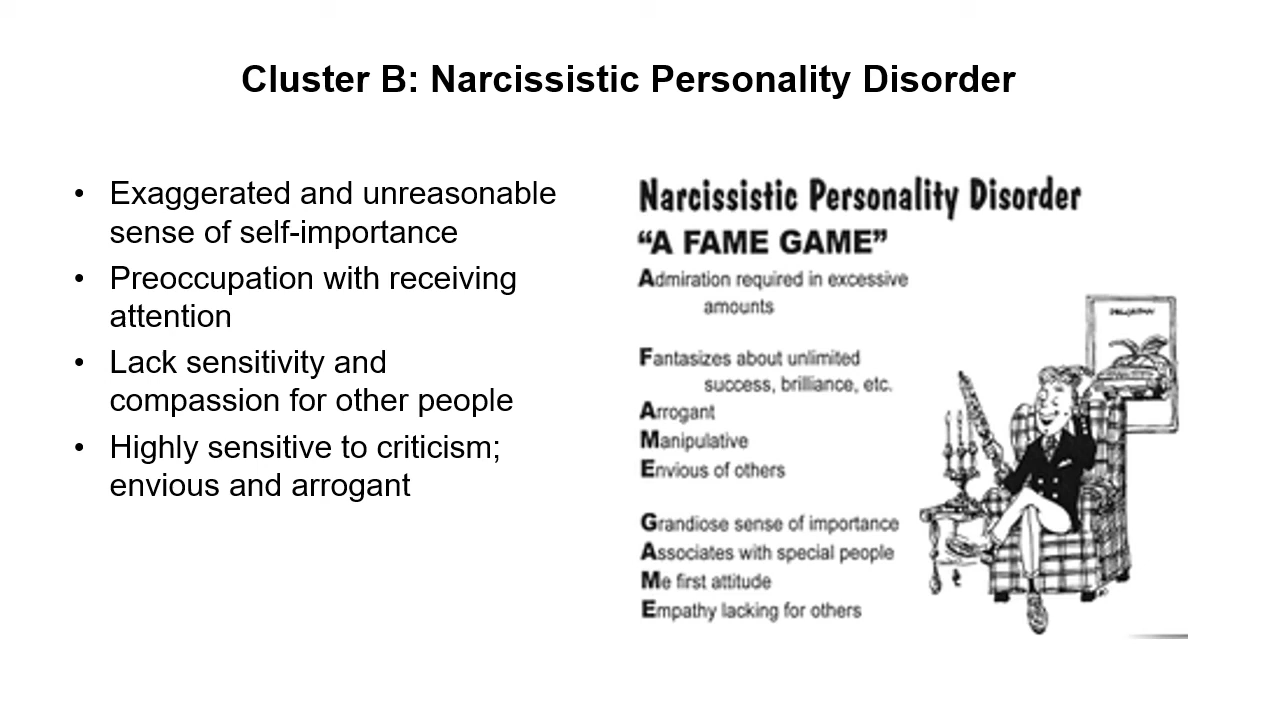 Cluster B: Narcissistic Personality Disorder
• Exaggerated and unreasonable
sense of self-importance
• Preoccupation with receiving
attention
• Lack sensitivity and
compassion for other people
• Highly sensitive to criticism;
envious and arrogant
Narcissistic Personality Disorder
“A FAME GAME”
Admiration required in excessive
amounts
Fantasizes about unlimited
success, brilliance, etc.
Arrogant
Manipulative
Envious of others
Grandiose sense of importance
Associates with special people
Me first attitude
Empathy lacking for others